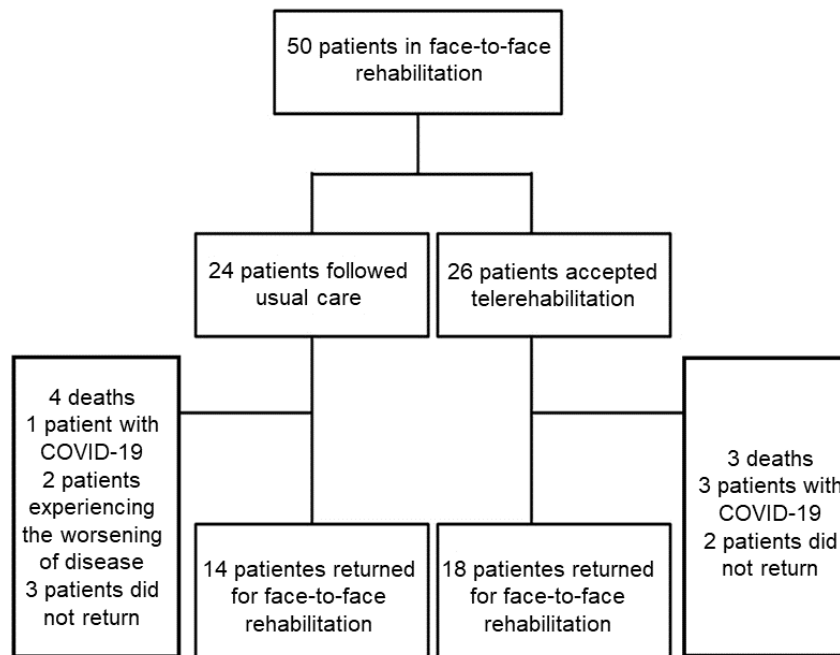 50 patients in face-to-face
rehabilitation
24 patients followed
usual care
26 patients accepted
telerehabilitation
4 deaths
1 patient with
COVID-19
2 patients
experiencing
the worsening
of disease
3 patients did
not return
3 deaths
3 patients with
COVID-19
2 patients did
not return
14 patientes returned
for face-to-face
rehabilitation
18 patientes returned
for face-to-face
rehabilitation